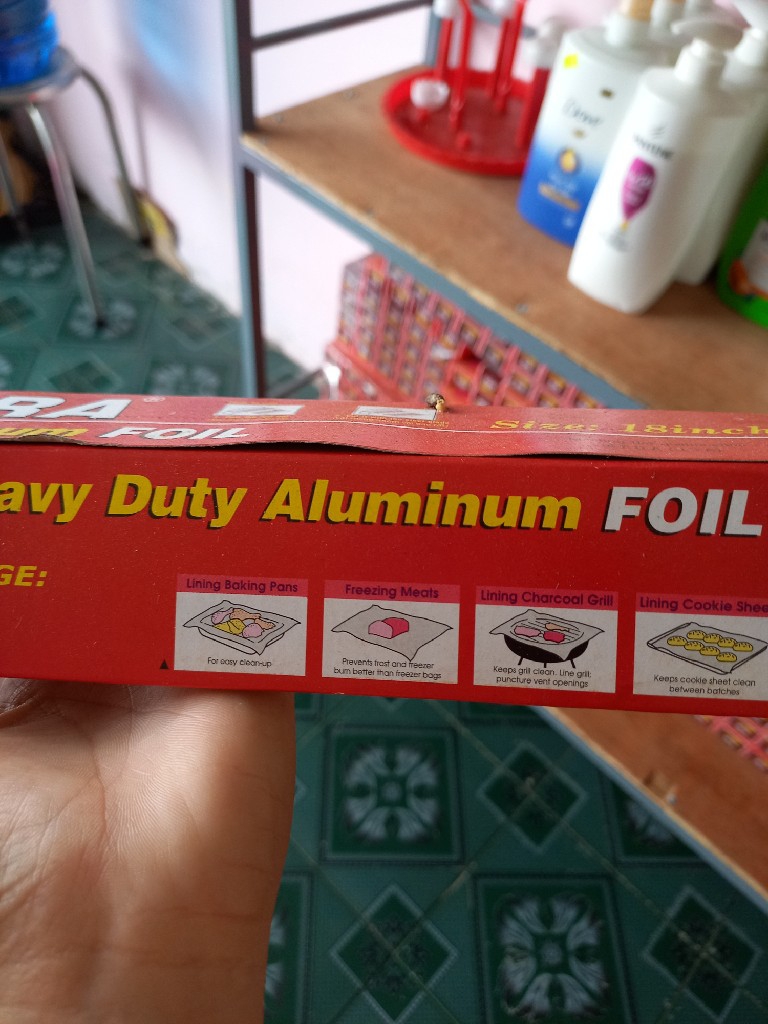 RA®
FOIL
Size: 18inch
avy Duty Aluminum FOIL
GE:
Lining Baking Pans
For easy clean-up
Freezing Meats
Prevents frost and freezer
burn better than freezer bags
Lining Charcoal Grill
Keeps grill clean. Line grill;
puncture vent openings
Lining Cookie Shee
Keeps cookie sheet clean
between batches
Dove